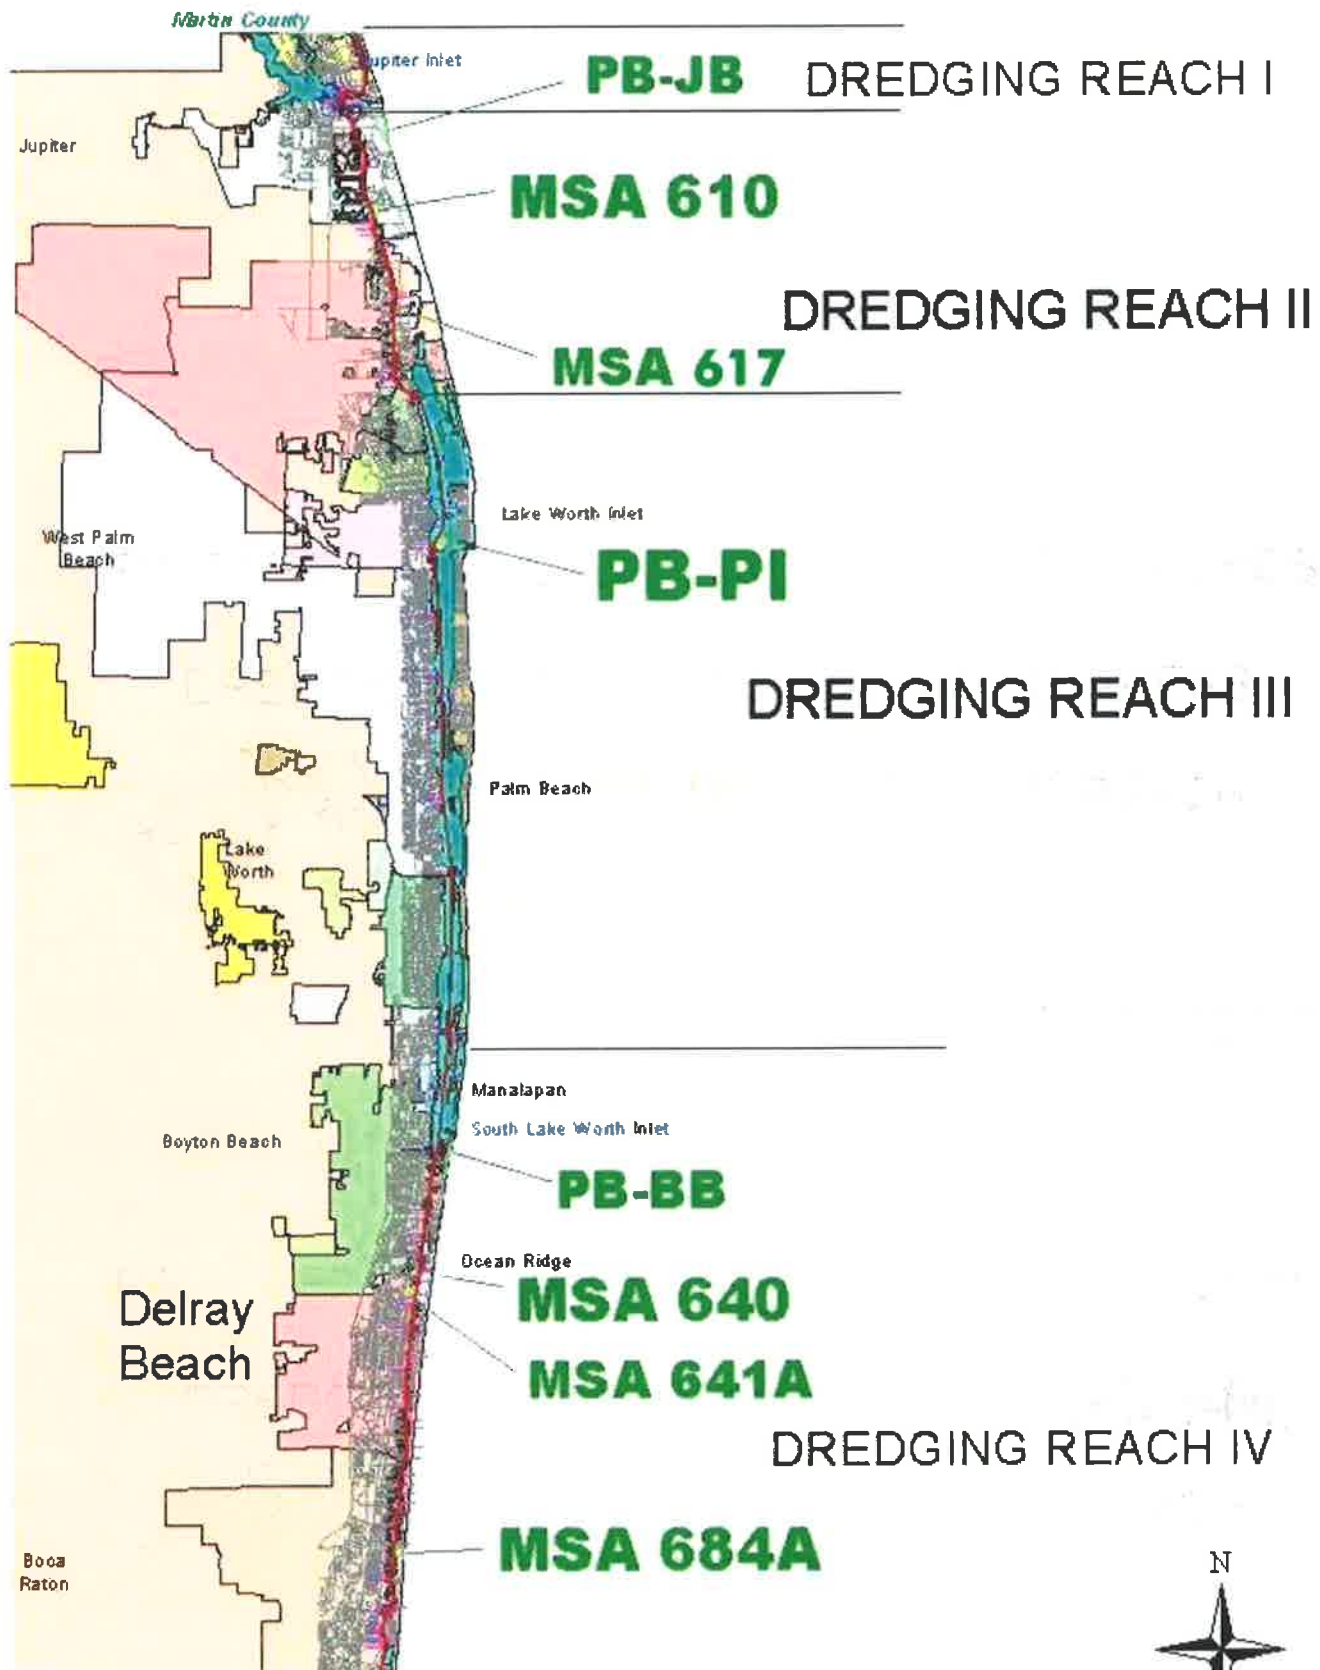 Martin County
Jupiter Inlet
PB-JB
DREDGING REACH I
Jupiter
MSA 610
DREDGING REACH II
MSA 617
Lake Worth Inlet
West Palm
Beach
PB-PI
DREDGING REACH III
Palm Beach
Lake
Worth
Manalapan
South Lake Worth Inlet
Boyton Beach
PB-BB
Ocean Ridge
MSA 640
Delray
Beach
MSA 641A
DREDGING REACH IV
MSA 684A
Boca
Raton
N